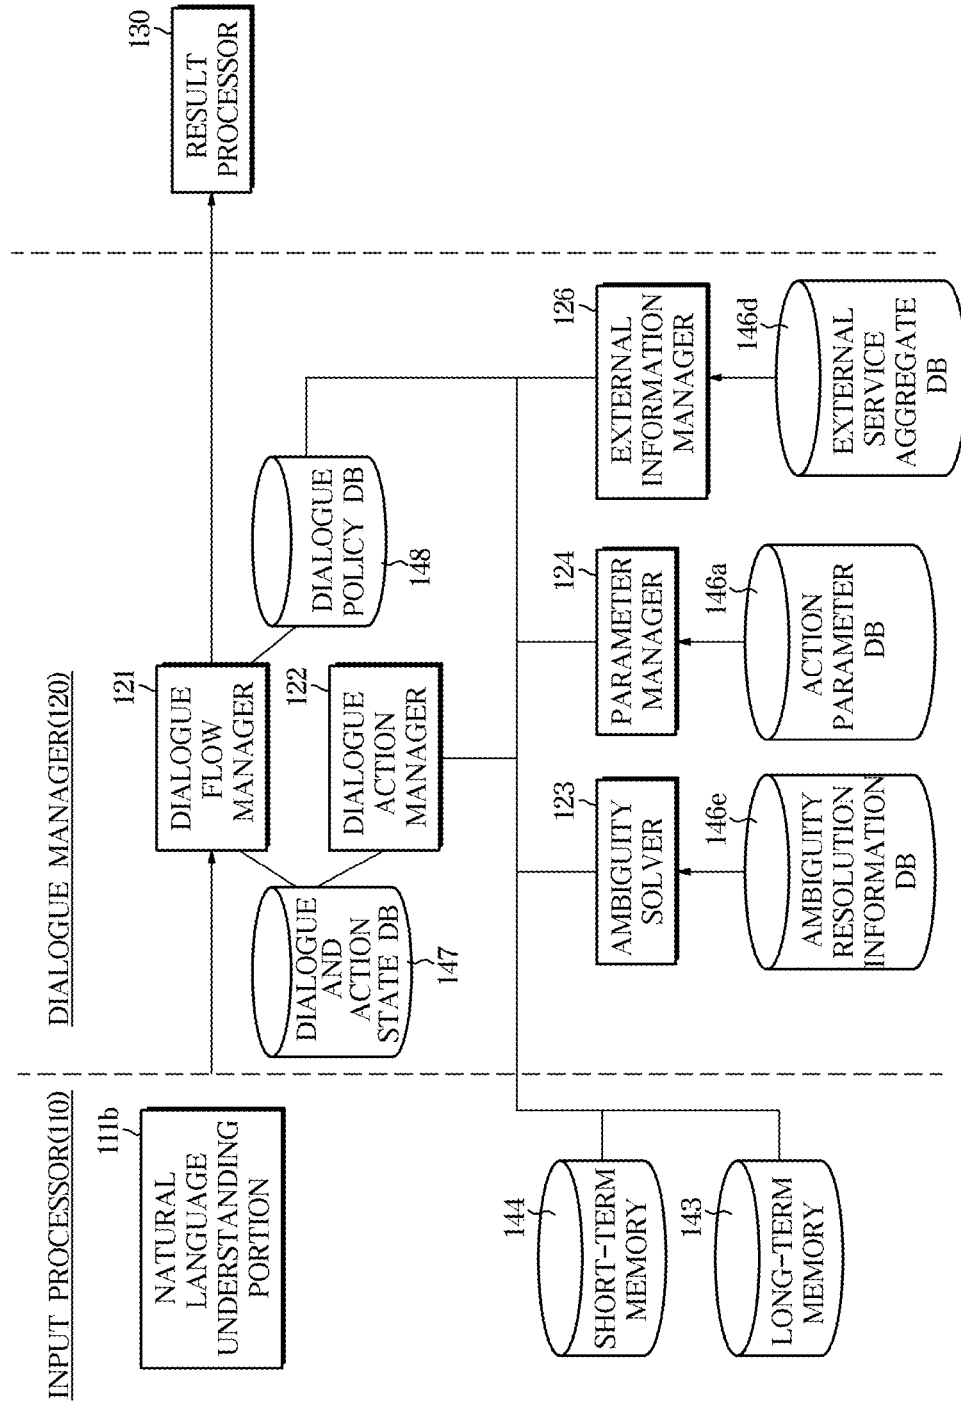 INPUT PROCESSOR(110)
DIALOGUE MANAGER(120)
111b
NATURAL
LANGUAGE
UNDERSTANDING
PORTION
121
DIALOGUE
FLOW
MANAGER
130
RESULT
PROCESSOR
DIALOGUE
AND
ACTION
STATE DB
147
122
DIALOGUE
ACTION
MANAGER
DIALOGUE
POLICY DB
148
144
SHORT-TERM
MEMORY
143
LONG-TERM
MEMORY
123
AMBIGUITY
SOLVER
124
PARAMETER
MANAGER
126
EXTERNAL
INFORMATION
MANAGER
146e
AMBIGUITY
RESOLUTION
INFORMATION
DB
146a
ACTION
PARAMETER
DB
146d
EXTERNAL
SERVICE
AGGREGATE
DB